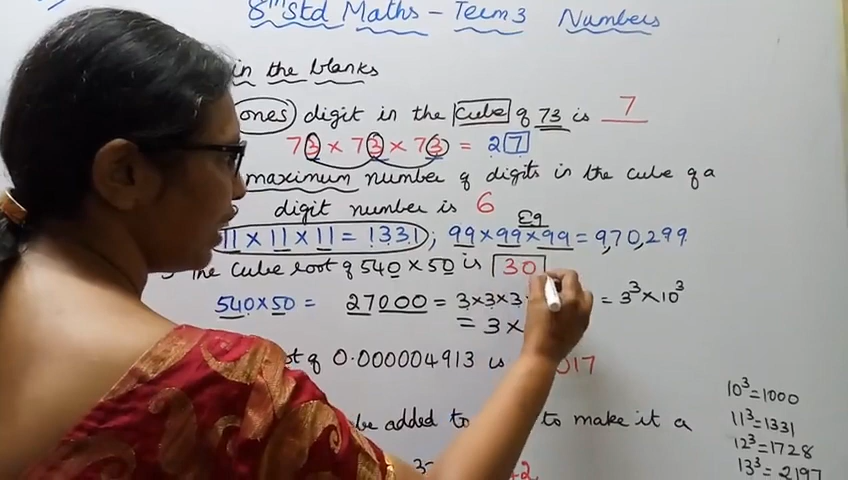 8th Std Maths - Term 3 Numbers
in the blanks
ones digit in the cube of 73 is 7
73 × 73 × 73 = 27
maximum number of digits in the cube of a
digit number is 6
Eg
11 × 11 × 11 = 1331 ; 99 × 99 × 99 = 9,70,299
The cube root of 540 × 50 is 30
540 × 50 = 27000 = 3×3×3 = 3³ × 10³
= 3 ×
of 0.000004913 is 017
be added to to make it a
10³ = 1000
11³ = 1331
12³ = 1728
13³ = 2197